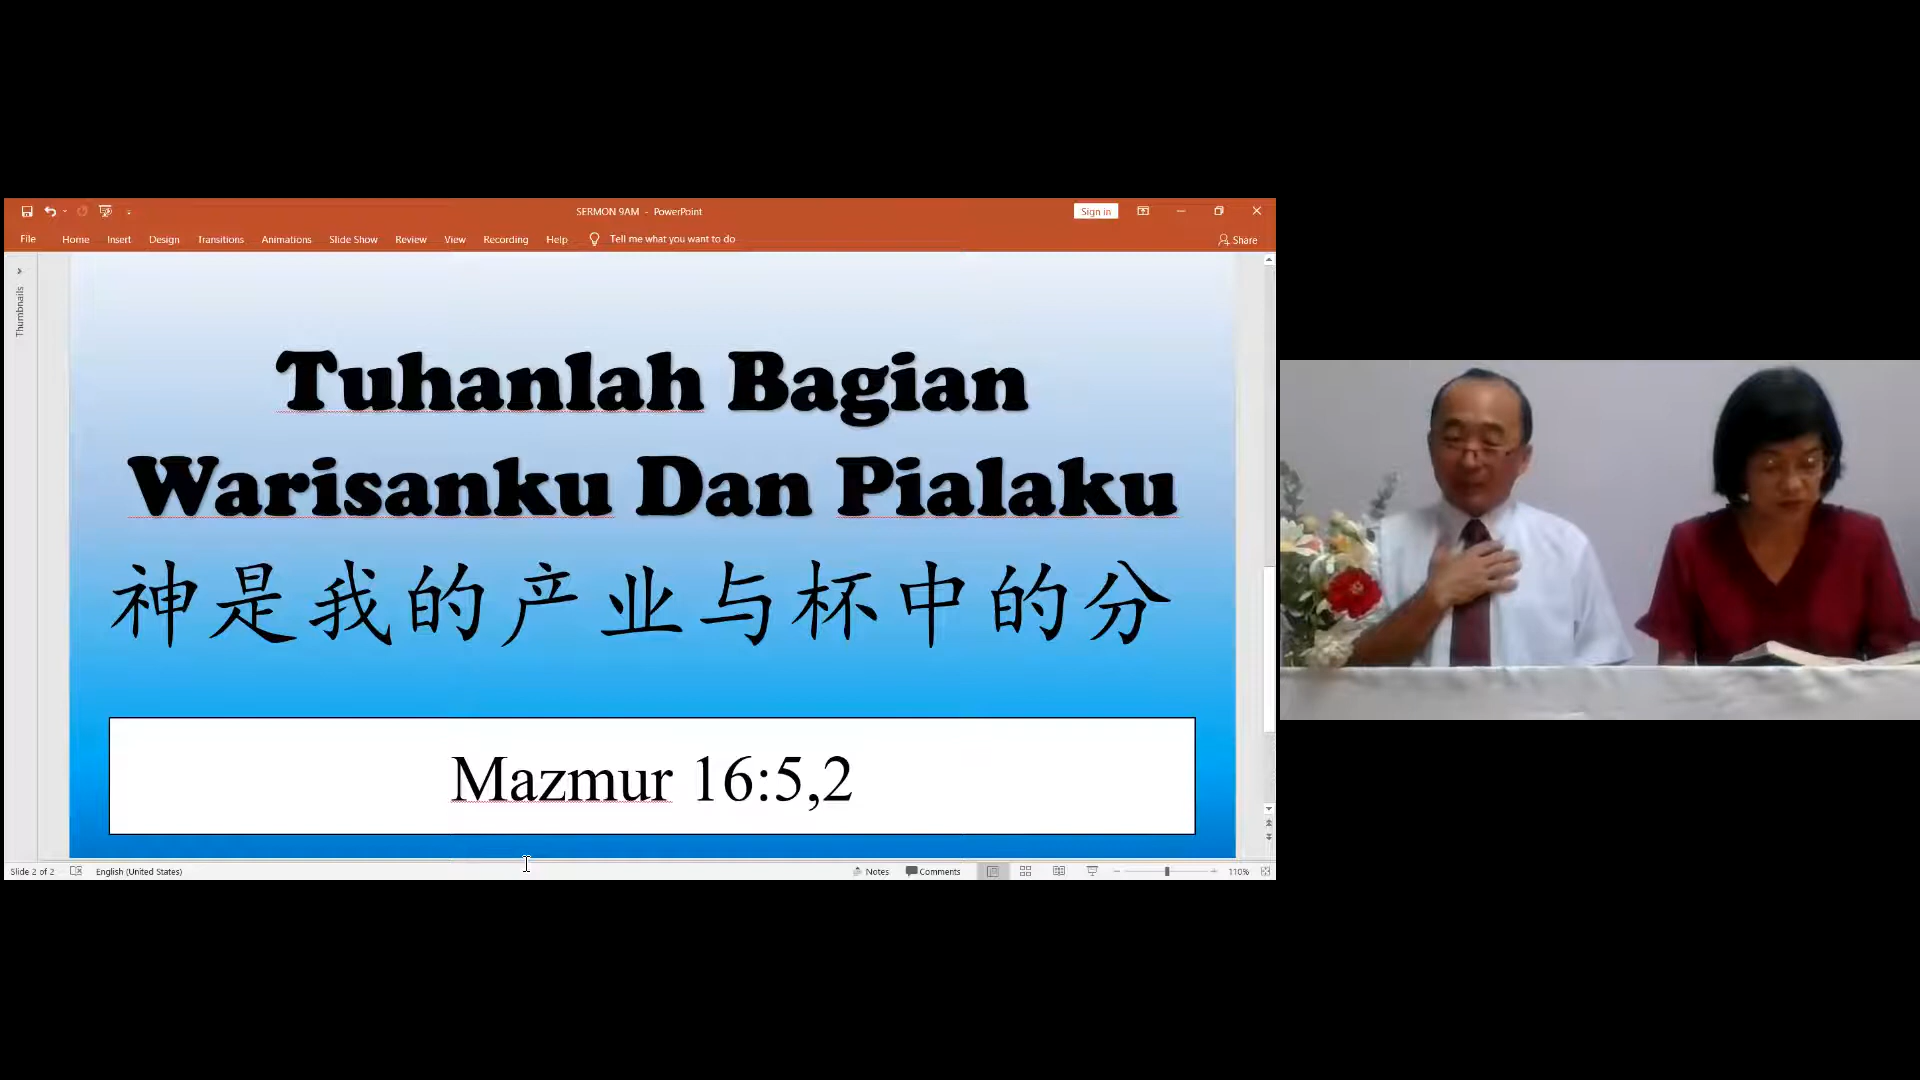 SERMON 9AM - PowerPoint
Sign in
File Home Insert Design Transitions Animations Slide Show Review View Recording Help Tell me what you want to do Share
Thumbnails
Tuhanlah Bagian
Warisanku Dan Pialaku
神是我的产业与杯中的分
Mazmur 16:5,2
Slide 2 of 2 English (United States) Notes Comments 110%